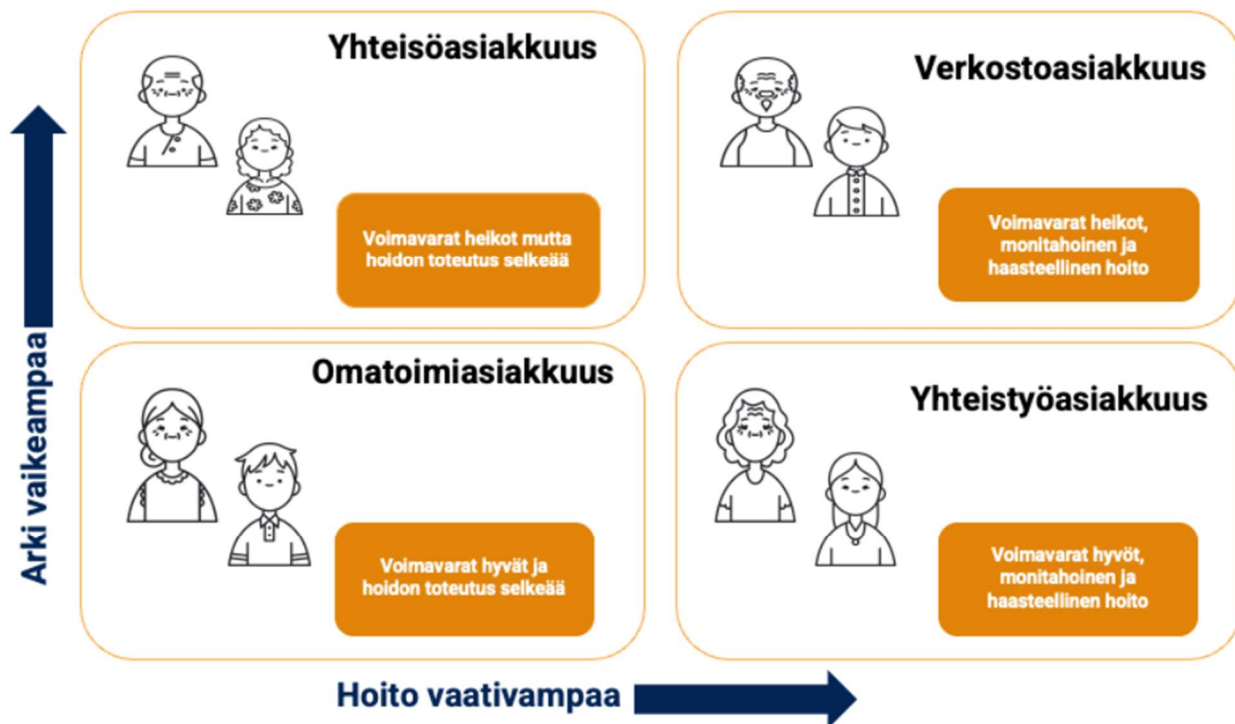 Yhteisöasiakkuus
Voimavarat heikot mutta
hoidon toteutus selkeää
Verkostoasiakkuus
Voimavarat heikot,
monitahoinen ja
haasteellinen hoito
Omatoimiasiakkuus
Voimavarat hyvät ja
hoidon toteutus selkeää
Yhteistyöasiakkuus
Voimavarat hyvöt,
monitahoinen ja
haasteellinen hoito
Arki vaikeampaa
Hoito vaativampaa